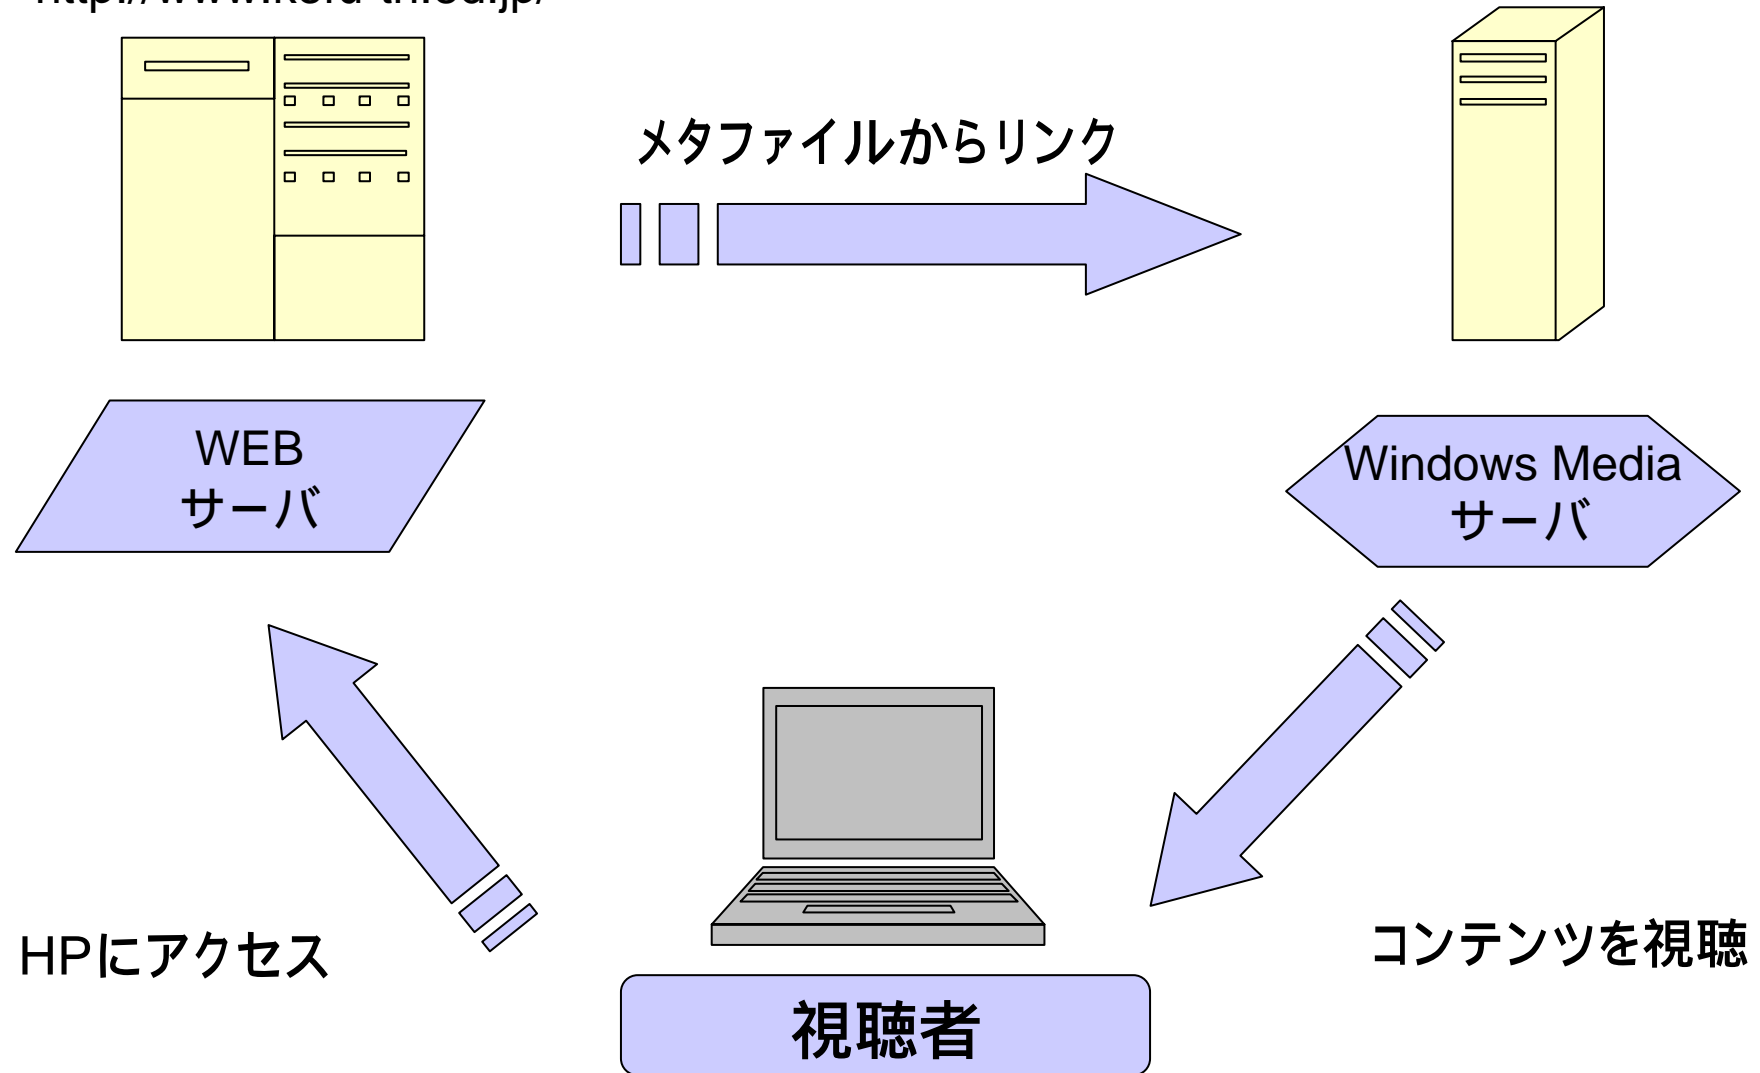 メタファイルからリンク
WEB
サーバ
Windows Media
サーバ
HPにアクセス
コンテンツを視聴
視聴者